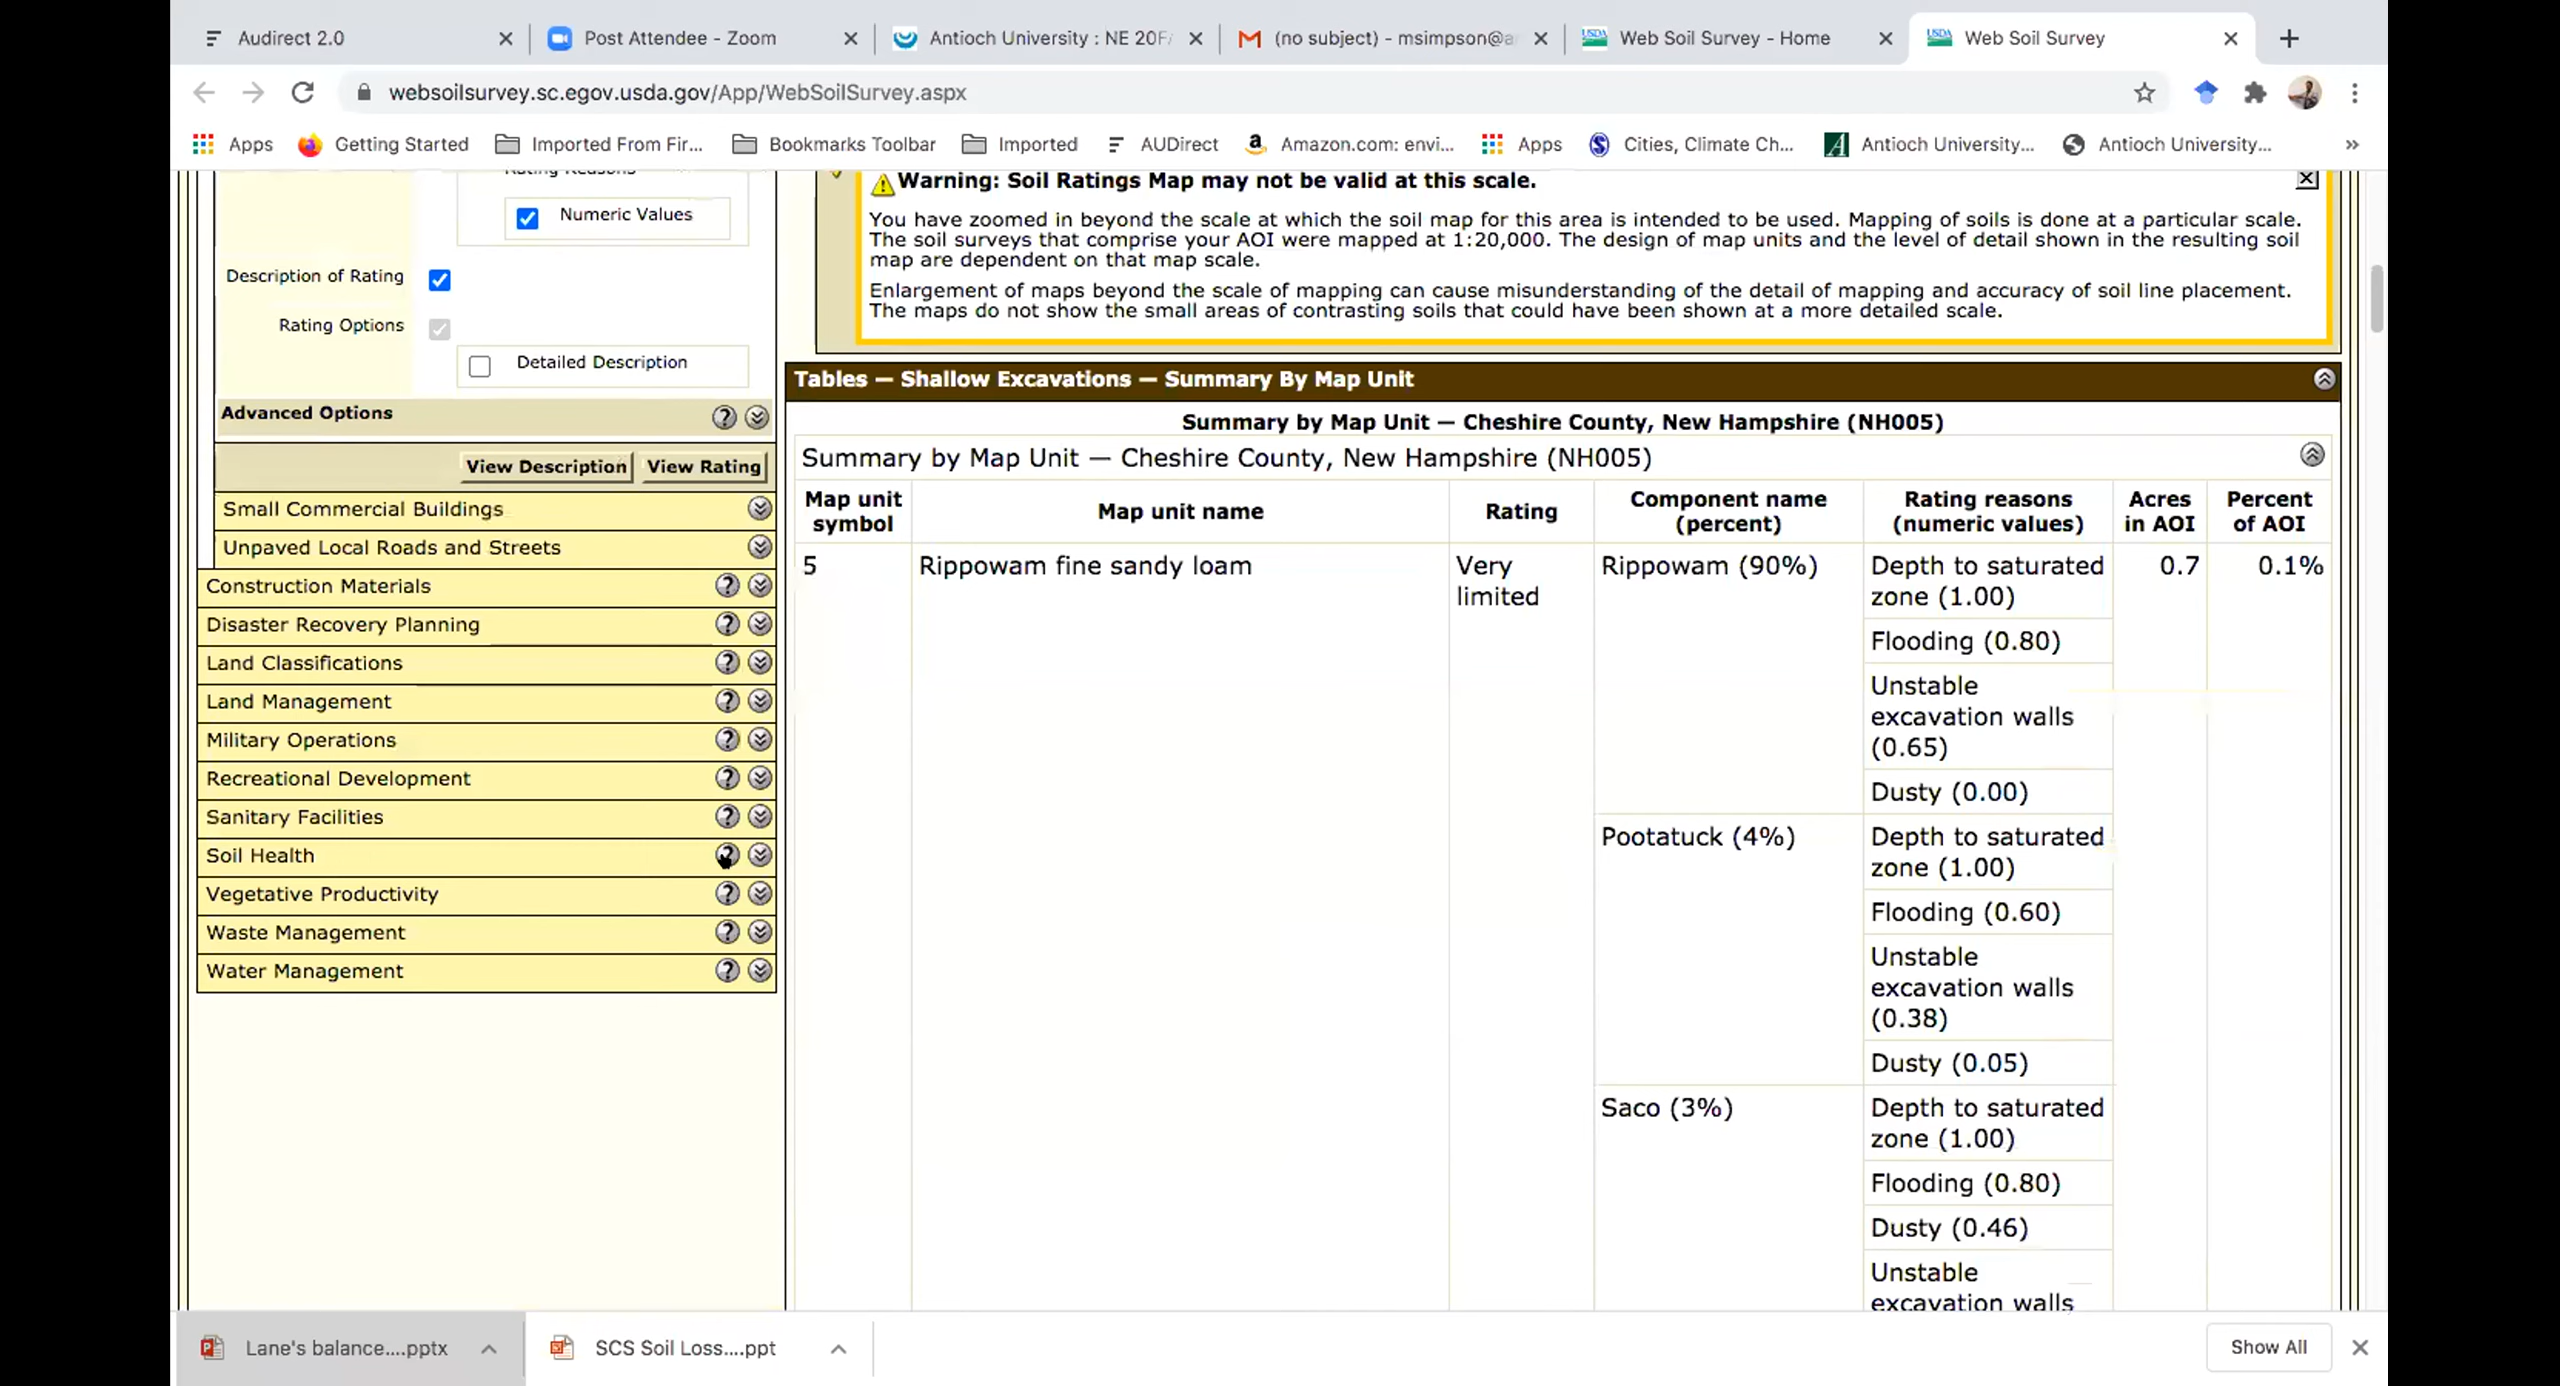 Audirect 2.0
Post Attendee - Zoom
Antioch University : NE 20F
(no subject) - msimpson@a
Web Soil Survey - Home
Web Soil Survey
websoilsurvey.sc.egov.usda.gov/App/WebSoilSurvey.aspx
Apps
Getting Started
Imported From Fir...
Bookmarks Toolbar
Imported
AUDirect
Amazon.com: envi...
Apps
Cities, Climate Ch...
Antioch University...
Antioch University...
Rating Reasons
Numeric Values
Description of Rating
Rating Options
Detailed Description
Advanced Options
View Description
View Rating
Small Commercial Buildings
Unpaved Local Roads and Streets
Construction Materials
Disaster Recovery Planning
Land Classifications
Land Management
Military Operations
Recreational Development
Sanitary Facilities
Soil Health
Vegetative Productivity
Waste Management
Water Management
Warning: Soil Ratings Map may not be valid at this scale.
You have zoomed in beyond the scale at which the soil map for this area is intended to be used. Mapping of soils is done at a particular scale.
The soil surveys that comprise your AOI were mapped at 1:20,000. The design of map units and the level of detail shown in the resulting soil
map are dependent on that map scale.
Enlargement of maps beyond the scale of mapping can cause misunderstanding of the detail of mapping and accuracy of soil line placement.
The maps do not show the small areas of contrasting soils that could have been shown at a more detailed scale.
Tables — Shallow Excavations — Summary By Map Unit
Summary by Map Unit — Cheshire County, New Hampshire (NH005)
Summary by Map Unit — Cheshire County, New Hampshire (NH005)
Map unit
symbol
Map unit name
Rating
Component name
(percent)
Rating reasons
(numeric values)
Acres
in AOI
Percent
of AOI
5
Rippowam fine sandy loam
Very
limited
Rippowam (90%)
Depth to saturated
zone (1.00)
0.7
0.1%
Flooding (0.80)
Unstable
excavation walls
(0.65)
Dusty (0.00)
Pootatuck (4%)
Depth to saturated
zone (1.00)
Flooding (0.60)
Unstable
excavation walls
(0.38)
Dusty (0.05)
Saco (3%)
Depth to saturated
zone (1.00)
Flooding (0.80)
Dusty (0.46)
Unstable
excavation walls
Lane's balance....pptx
SCS Soil Loss....ppt
Show All